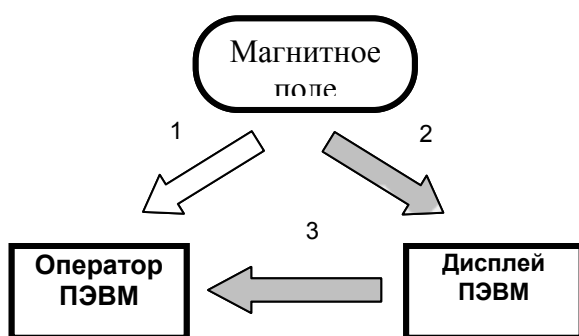 Магнитное
поле
1
2
3
Оператор
ПЭВМ
Дисплей
ПЭВМ